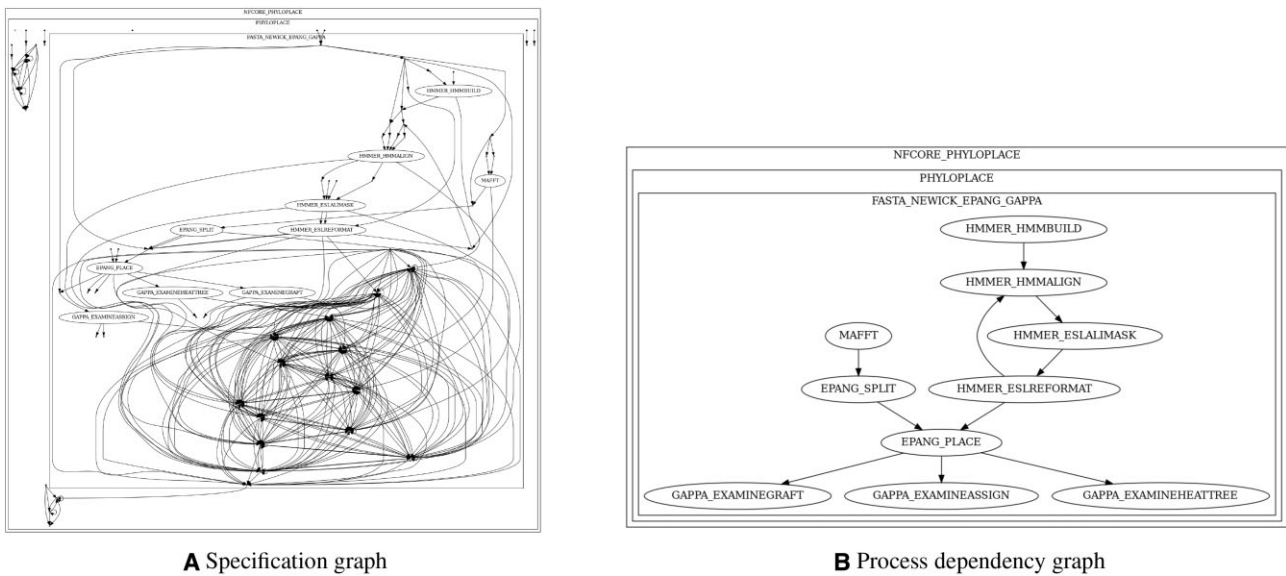 NFCORE_PHYLOPLACE
PHYLOPLACE
FASTA_NEWICK_EPANG_GAPPA
HMMER_HMMBUILD
HMMER_HMMALIGN
MAFFT
HMMER_ESLALIMASK
EPANG_SPLIT
HMMER_ESLREFORMAT
EPANG_PLACE
GAPPA_EXAMINEHEATTREE
GAPPA_EXAMINEGRAFT
GAPPA_EXAMINEASSIGN
A Specification graph
NFCORE_PHYLOPLACE
PHYLOPLACE
FASTA_NEWICK_EPANG_GAPPA
HMMER_HMMBUILD
HMMER_HMMALIGN
MAFFT
HMMER_ESLALIMASK
EPANG_SPLIT
HMMER_ESLREFORMAT
EPANG_PLACE
GAPPA_EXAMINEGRAFT
GAPPA_EXAMINEASSIGN
GAPPA_EXAMINEHEATTREE
B Process dependency graph